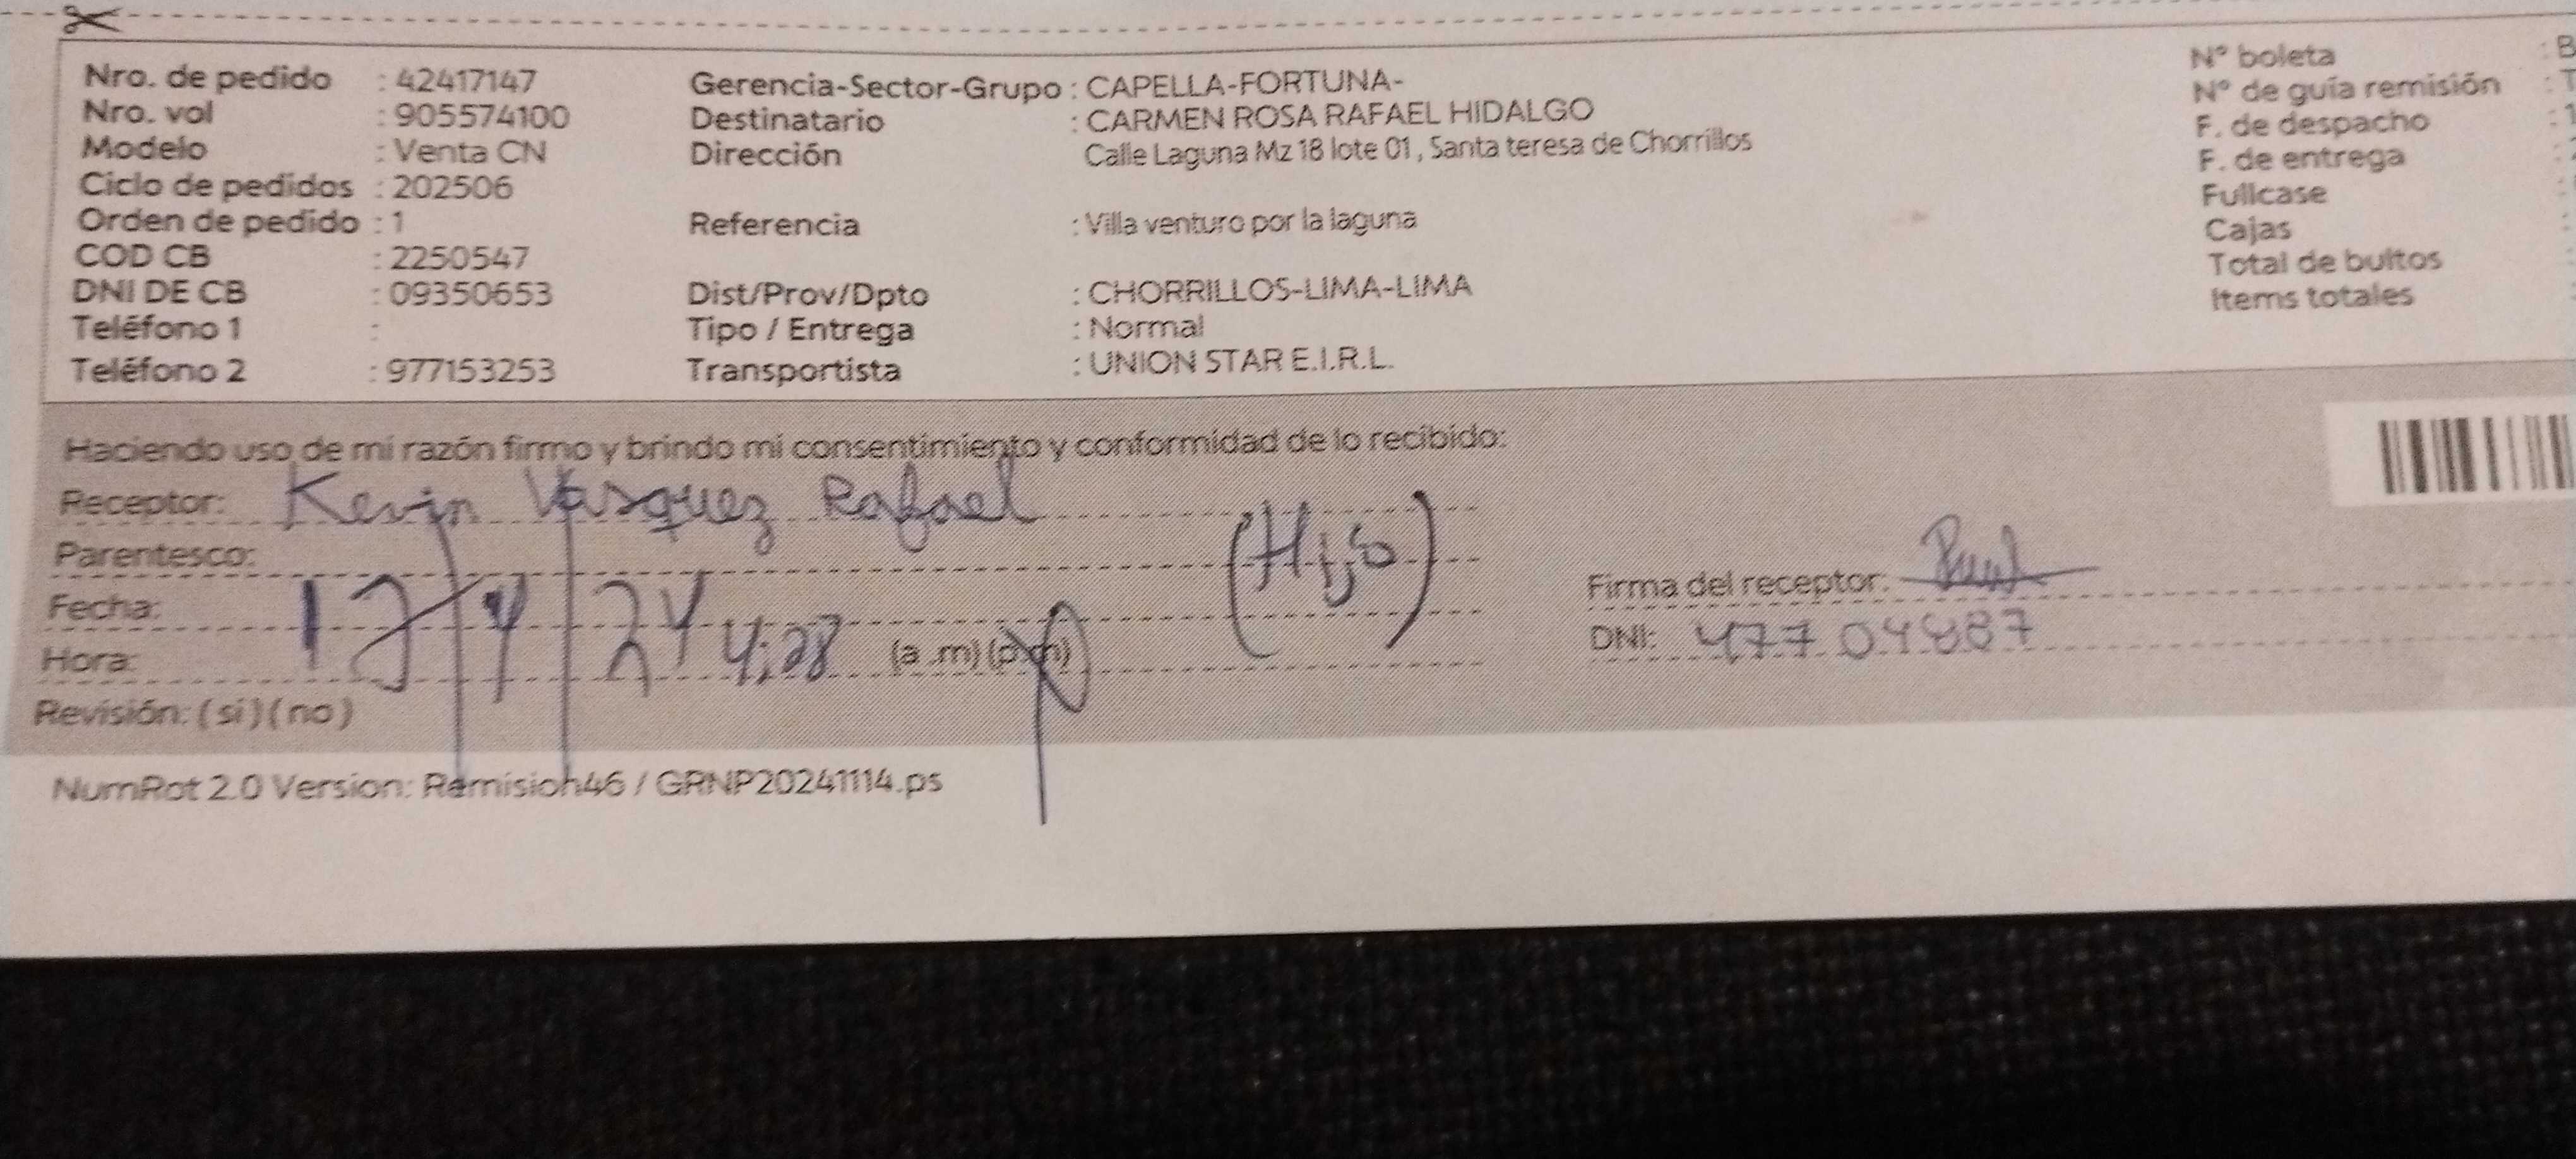 Nro. de pedido : 42417147
Nro. vol : 905574100
Modelo : Venta CN
Ciclo de pedidos : 202506
Orden de pedido : 1
COD CB : 2250547
DNI DE CB : 09350653
Teléfono 1 :
Teléfono 2 : 977153253
Gerencia-Sector-Grupo : CAPELLA-FORTUNA-
Destinatario : CARMEN ROSA RAFAEL HIDALGO
Dirección Calle Laguna Mz 18 lote 01 , Santa teresa de Chorrillos
Referencia : Villa venturo por la laguna
Dist/Prov/Dpto : CHORRILLOS-LIMA-LIMA
Tipo / Entrega : Normal
Transportista : UNION STAR E.I.R.L.
N° boleta : B
N° de guía remisión : T
F. de despacho : 1
F. de entrega :
Fullcase :
Cajas :
Total de bultos :
Items totales
Haciendo uso de mi razón firmo y brindo mi consentimiento y conformidad de lo recibido:
Receptor: Kevin Vasquez Rafael
Parentesco: (Hijo)
Fecha:
Hora: 4:28 (a .m) (p.m)
Revisión: ( si ) ( no )
Firma del receptor:
DNI: 47704887
NumRot 2.0 Version: Remision46 / GRNP20241114.ps